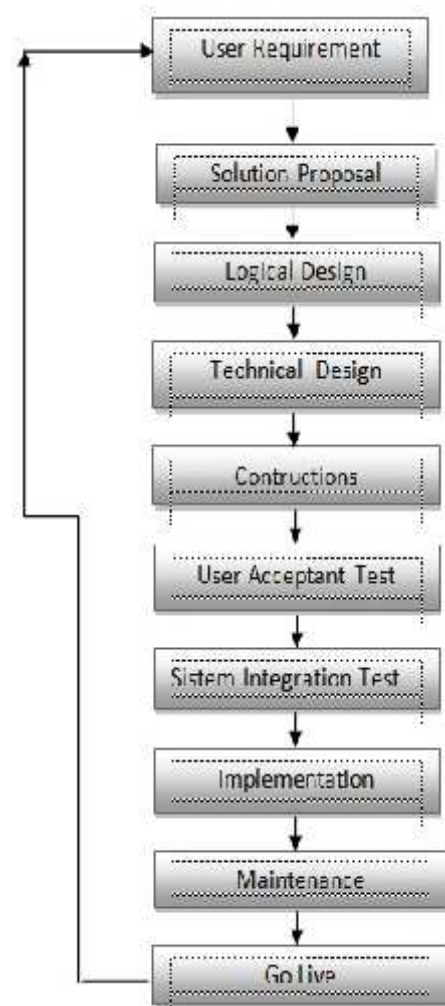 User Requirement
Solution Proposal
Logical Design
Technical Design
Contructions
User Acceptant Test
Sistem Integration Test
Implementation
Maintenance
Go Live